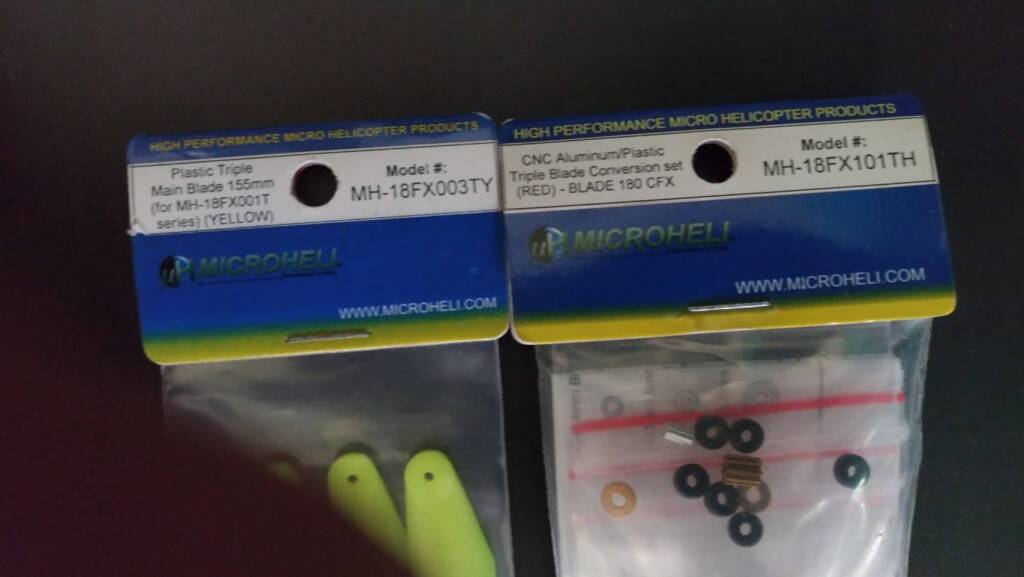 HIGH PERFORMANCE MICRO HELICOPTER PRODUCTS
Plastic Triple
Main Blade 155mm
(for MH-18FX001T
series) (YELLOW)
Model #:
MH-18FX003TY
MICROHELI
WWW.MICROHELI.COM
HIGH PERFORMANCE MICRO HELICOPTER PRODUCTS
CNC Aluminum/Plastic
Triple Blade Conversion set
(RED) - BLADE 180 CFX
Model #:
MH-18FX101TH
MICROHELI
WWW.MICROHELI.COM